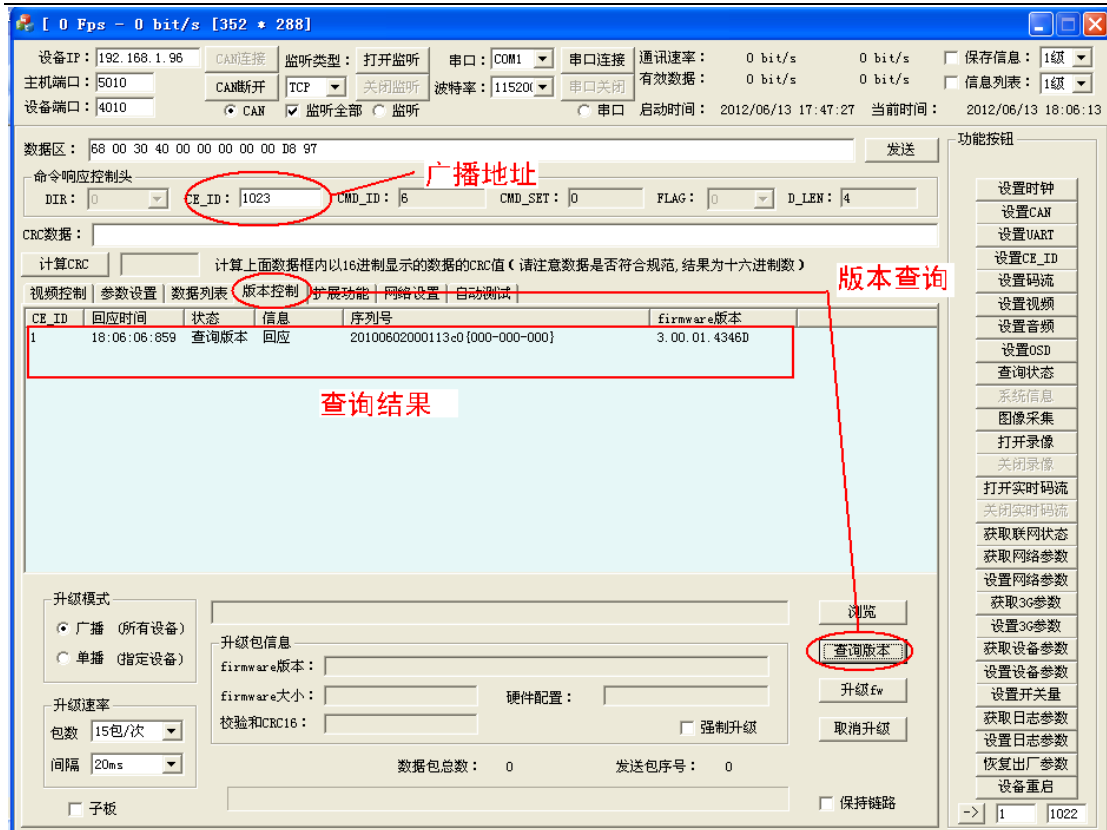 [ 0 Fps - 0 bit/s [352 * 288]
设备IP： 192.168.1.96 CAN连接 监听类型： 打开监听 串口： COM1 串口连接 通讯速率： 0 bit/s 0 bit/s 保存信息： 1级
主机端口： 5010 CAN断开 TCP 关闭监听 波特率： 115200 串口关闭 有效数据： 0 bit/s 0 bit/s 信息列表： 1级
设备端口： 4010 CAN 监听全部 监听 串口 启动时间： 2012/06/13 17:47:27 当前时间： 2012/06/13 18:06:13
数据区： 68 00 30 40 00 00 00 00 00 D8 97 发送
命令响应控制头
广播地址
DIR： 0 CE_ID： 1023 CMD_ID： 6 CMD_SET： 0 FLAG： 0 D_LEN： 4
CRC数据：
计算CRC 计算上面数据框内以16进制显示的数据的CRC值(请注意数据是否符合规范,结果为十六进制数)
版本查询
视频控制 参数设置 数据列表 版本控制 扩展功能 网络设置 自动测试
CE_ID 回应时间 状态 信息 序列号 firmware版本
1 18:06:06:859 查询版本 回应 20100602000113c0{000-000-000} 3.00.01.4346D
查询结果
升级模式
广播 (所有设备)
单播 (指定设备)
升级速率
包数 15包/次
间隔 20ms
子板
浏览
升级包信息
firmware版本：
查询版本
firmware大小： 硬件配置：
升级fw
校验和CRC16： 强制升级
取消升级
数据包总数： 0 发送包序号： 0
保持链路
功能按钮
设置时钟
设置CAN
设置UART
设置CE_ID
设置码流
设置视频
设置音频
设置OSD
查询状态
系统信息
图像采集
打开录像
关闭录像
打开实时码流
关闭实时码流
获取联网状态
获取网络参数
设置网络参数
获取3G参数
设置3G参数
获取设备参数
设置设备参数
设置开关量
获取日志参数
设置日志参数
恢复出厂参数
设备重启
-> 1 1022